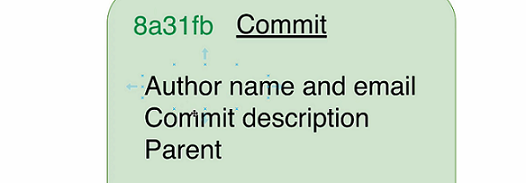 8a31fb Commit
Author name and email
Commit description
Parent